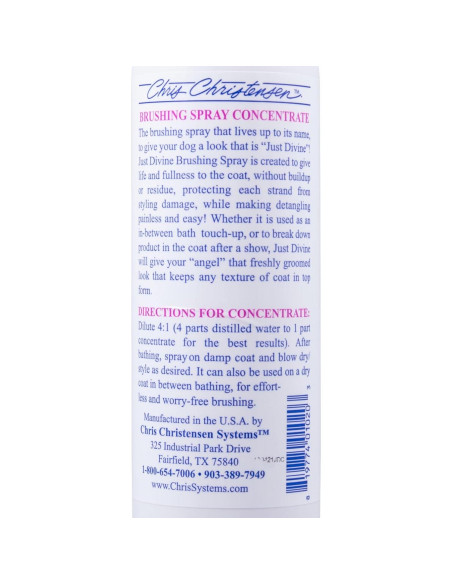 Chris Christensen™
BRUSHING SPRAY CONCENTRATE
The brushing spray that lives up to its name,
to give your dog a look that is “Just Divine”!
Just Divine Brushing Spray is created to give
life and fullness to the coat, without buildup
or residue, protecting each strand from
styling damage, while making detangling
painless and easy! Whether it is used as an
in-between bath touch-up, or to break down
product in the coat after a show, Just Divine
will give your “angel” that freshly groomed
look that keeps any texture of coat in top
form.
DIRECTIONS FOR CONCENTRATE:
Dilute 4:1 (4 parts distilled water to 1 part
concentrate for the best results). After
bathing, spray on damp coat and blow dry/
style as desired. It can also be used on a dry
coat in between bathing, for effort-
less and worry-free brushing.
Manufactured in the U.S.A. by
Chris Christensen Systems™
325 Industrial Park Drive
Fairfield, TX 75840
1-800-654-7006 • 903-389-7949
www.ChrisSystems.com